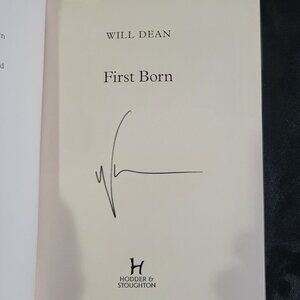 WILL DEAN
First Born
H
HODDER &
STOUGHTON